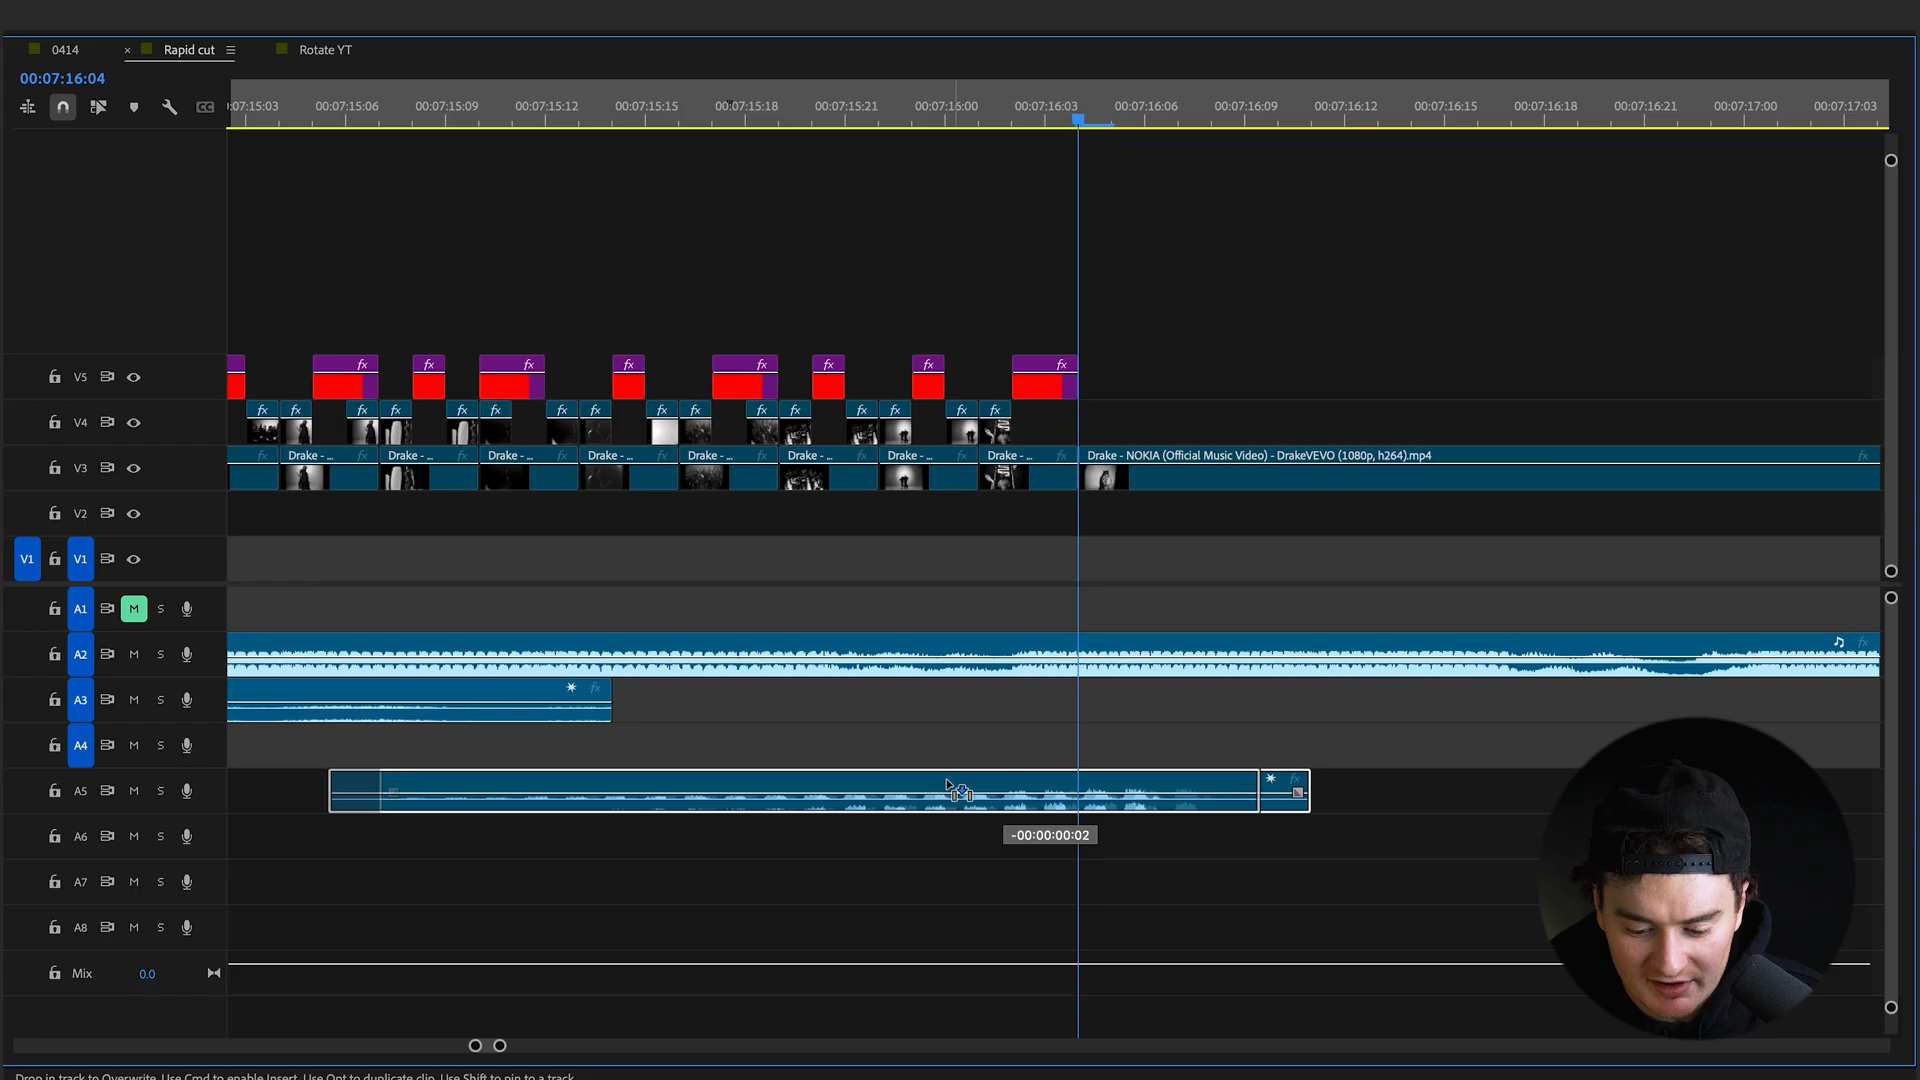 0414
× Rapid cut
Rotate YT
00:07:16:04
:07:15:03 00:07:15:06 00:07:15:09 00:07:15:12 00:07:15:15 00:07:15:18 00:07:15:21 00:07:16:00 00:07:16:03 00:07:16:06 00:07:16:09 00:07:16:12 00:07:16:15 00:07:16:18 00:07:16:21 00:07:17:00 00:07:17:03
CC
V5 fx fx fx fx fx fx fx fx
V4 fx fx fx fx fx fx fx fx fx fx fx fx fx fx fx fx
V3 fx Drake - ... fx Drake - ... fx Drake - ... fx Drake - ... fx Drake - ... fx Drake - ... fx Drake - ... fx Drake - ... fx Drake - NOKIA (Official Music Video) - DrakeVEVO (1080p, h264).mp4 fx
V2
V1 V1
A1 M S
A2 M S fx
A3 M S fx
A4 M S
A5 M S fx
-00:00:00:02
A6 M S
A7 M S
A8 M S
Mix 0.0
Drop in track to Overwrite. Use Cmd to enable Insert. Use Opt to duplicate clip. Use Shift to pin to a track.